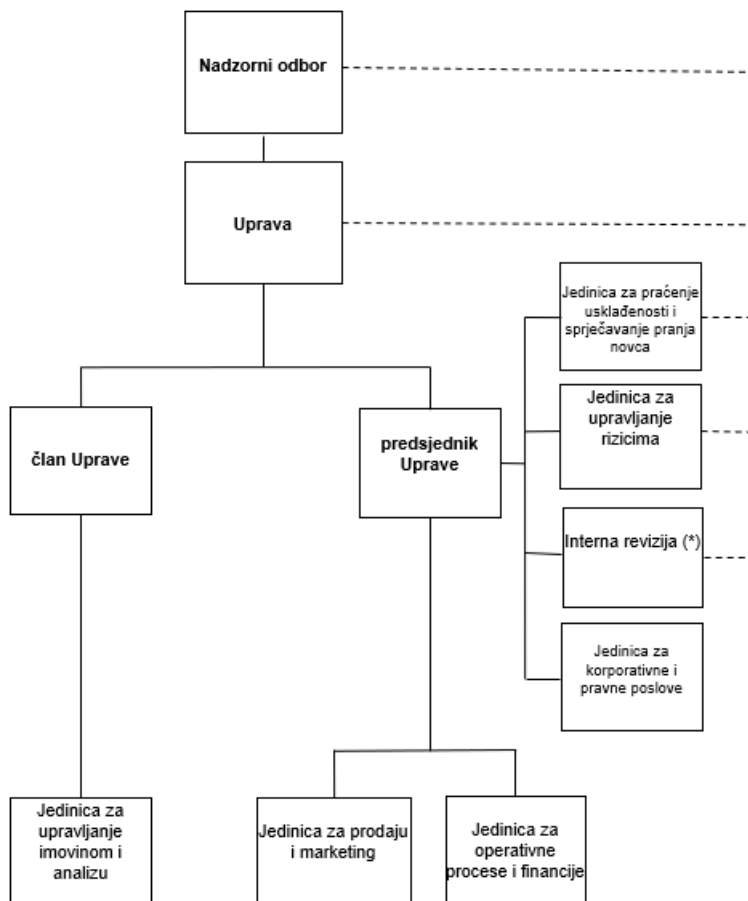 Nadzorni odbor
Uprava
Jedinica za praćenje
usklađenosti i
sprječavanje pranja
novca
Jedinica za
upravljanje
rizicima
član Uprave
predsjednik
Uprave
Interna revizija (*)
Jedinica za
korporativne i
pravne poslove
Jedinica za
upravljanje
imovinom i
analizu
Jedinica za prodaju
i marketing
Jedinica za
operativne
procese i financije